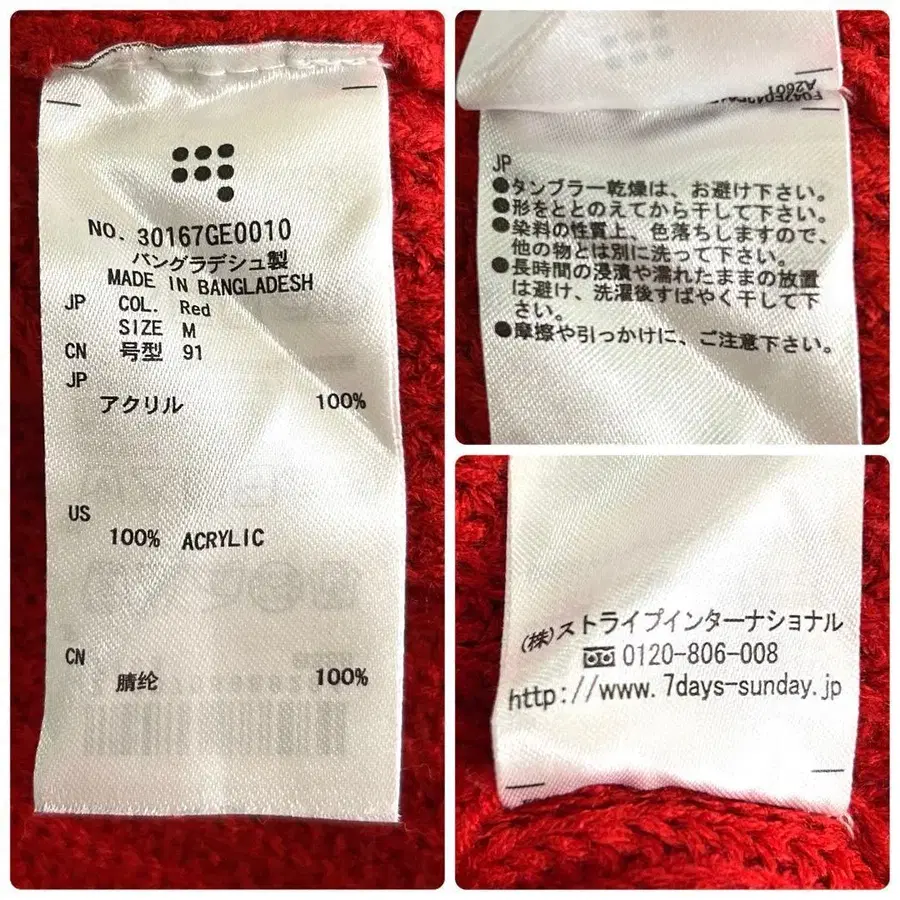 NO. 30167GE0010
バングラデシュ製
MADE IN BANGLADESH
JP COL. Red
SIZE M
CN 号型 91
JP
アクリル 100%
US
100% ACRYLIC
CN
腈纶 100%
A260T
JP
●タンブラー乾燥は、お避け下さい。
●形をととのえてから干して下さい。
●染料の性質上、色落ちしますので、
他の物とは別に洗って下さい。
●長時間の浸漬や濡れたままの放置
は避け、洗濯後すばやく干して下
さい。
●摩擦や引っかけに、ご注意下さい。
(株)ストライプインターナショナル
0120-806-008
http://www.7days-sunday.jp